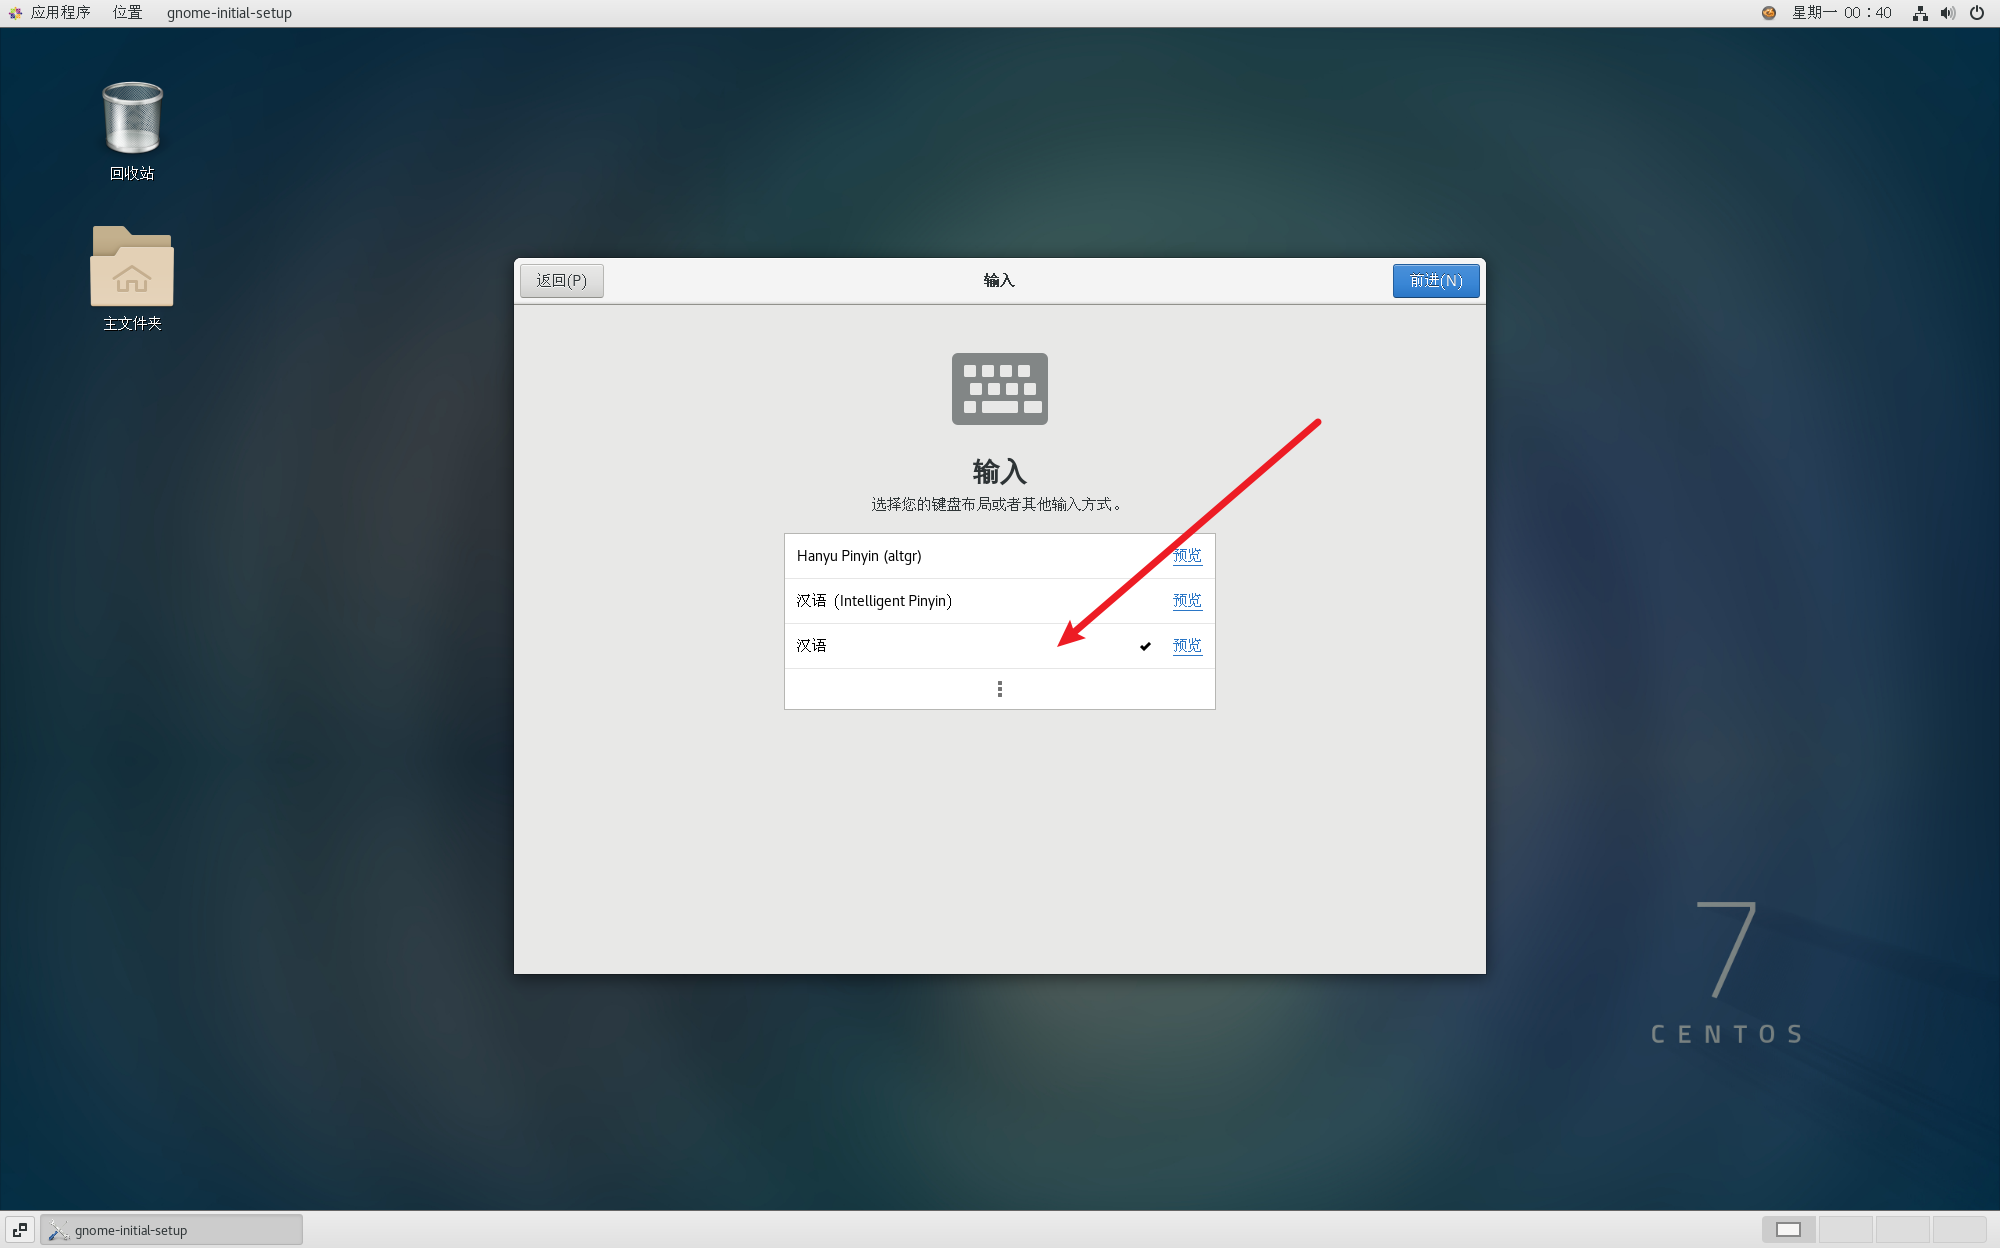 应用程序 位置 gnome-initial-setup 星期一 00：40
回收站
主文件夹
返回(P) 输入 前进(N)
输入
选择您的键盘布局或者其他输入方式。
Hanyu Pinyin (altgr) 预览
汉语 (Intelligent Pinyin) 预览
汉语 预览
7
CENTOS
gnome-initial-setup